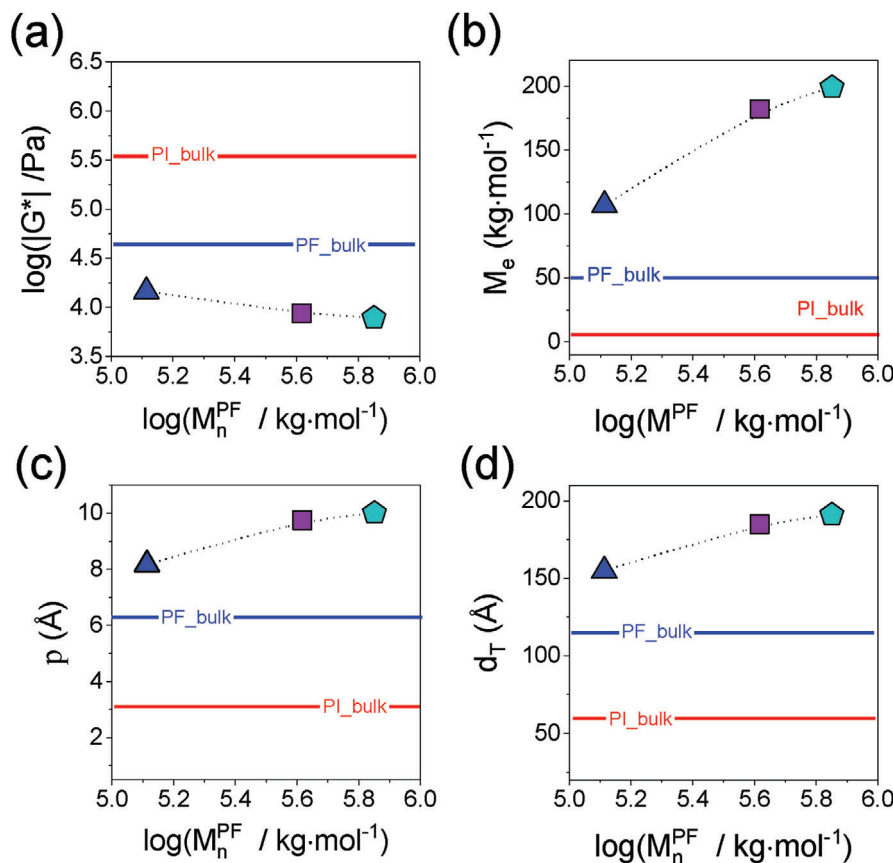 (a)
6.5
6.0
5.5
5.0
4.5
4.0
3.5
log(|G*| /Pa)
PI_bulk
PF_bulk
5.0 5.2 5.4 5.6 5.8 6.0
log(M_n^PF / kg·mol⁻¹)
(b)
200
150
100
50
0
M_e (kg·mol⁻¹)
PF_bulk
PI_bulk
5.0 5.2 5.4 5.6 5.8 6.0
log(M^PF / kg·mol⁻¹)
(c)
10
8
6
4
2
p (Å)
PF_bulk
PI_bulk
5.0 5.2 5.4 5.6 5.8 6.0
log(M_n^PF / kg·mol⁻¹)
(d)
200
150
100
50
d_T (Å)
PF_bulk
PI_bulk
5.0 5.2 5.4 5.6 5.8 6.0
log(M_n^PF / kg·mol⁻¹)